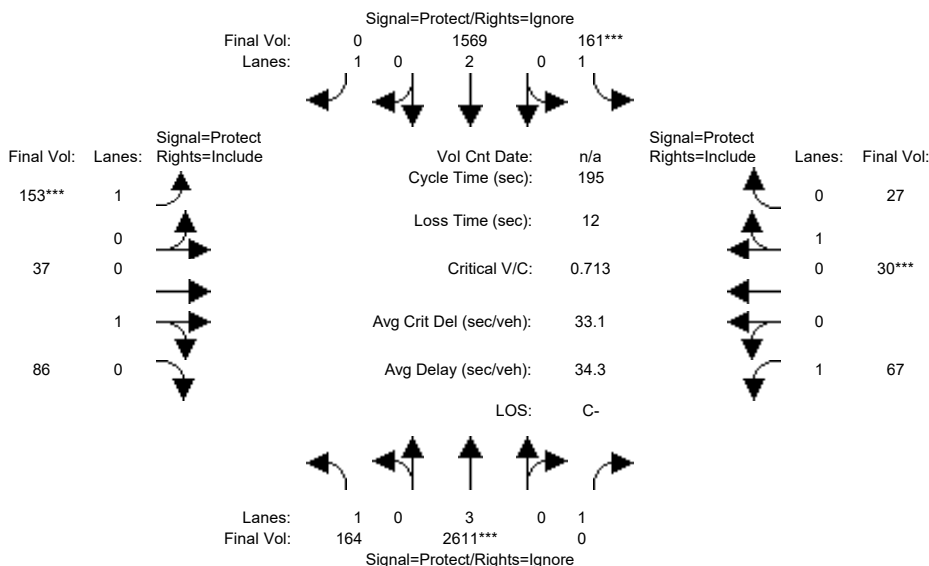 Signal=Protect/Rights=Ignore
Final Vol: 0 1569 161***
Lanes: 1 0 2 0 1
Signal=Protect Signal=Protect
Final Vol: Lanes: Rights=Include Vol Cnt Date: n/a Rights=Include Lanes: Final Vol:
Cycle Time (sec): 195
153*** 1 0 27
Loss Time (sec): 12
0 1
37 0 Critical V/C: 0.713 0 30***
1 Avg Crit Del (sec/veh): 33.1 0
86 0 Avg Delay (sec/veh): 34.3 1 67
LOS: C-
Lanes: 1 0 3 0 1
Final Vol: 164 2611*** 0
Signal=Protect/Rights=Ignore